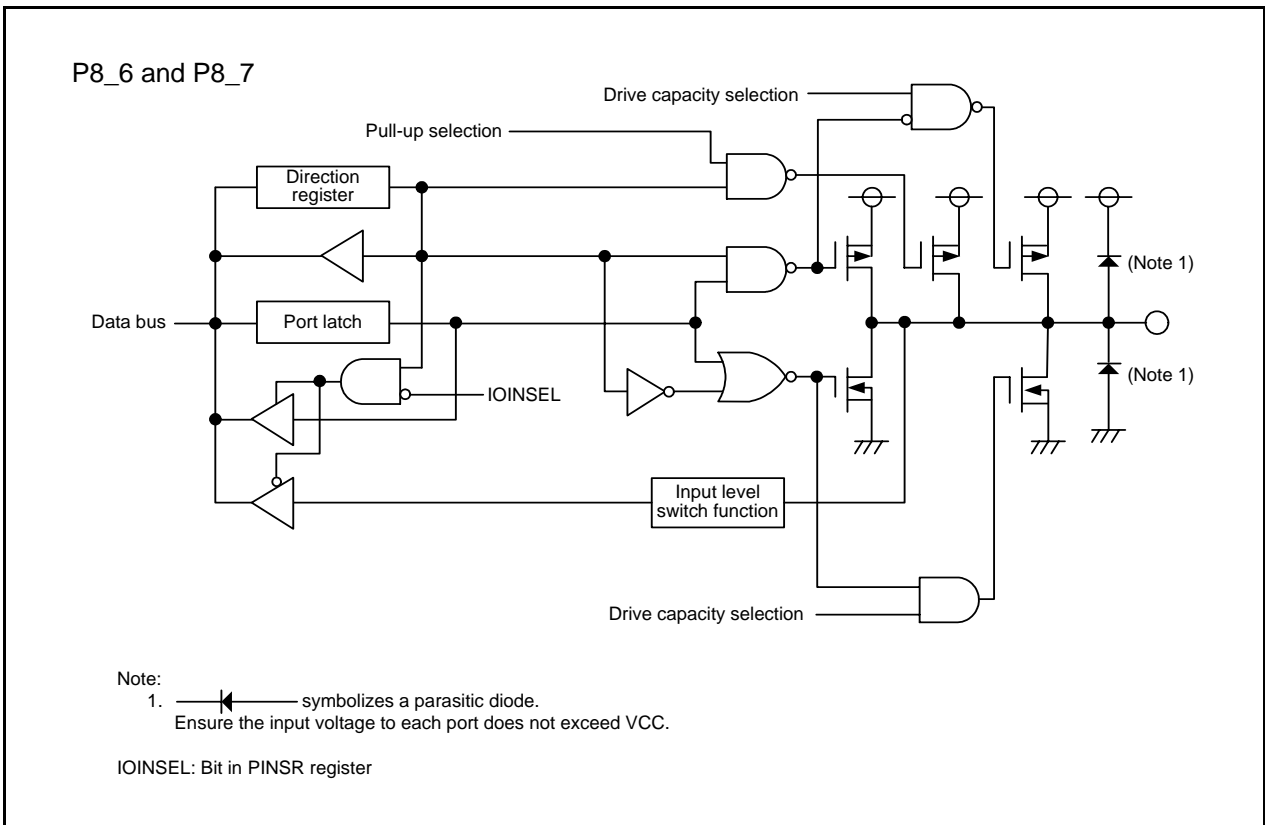 P8_6 and P8_7
Drive capacity selection
Pull-up selection
Direction
register
(Note 1)
Data bus
Port latch
(Note 1)
IOINSEL
Input level
switch function
Drive capacity selection
Note:
1. symbolizes a parasitic diode.
Ensure the input voltage to each port does not exceed VCC.
IOINSEL: Bit in PINSR register